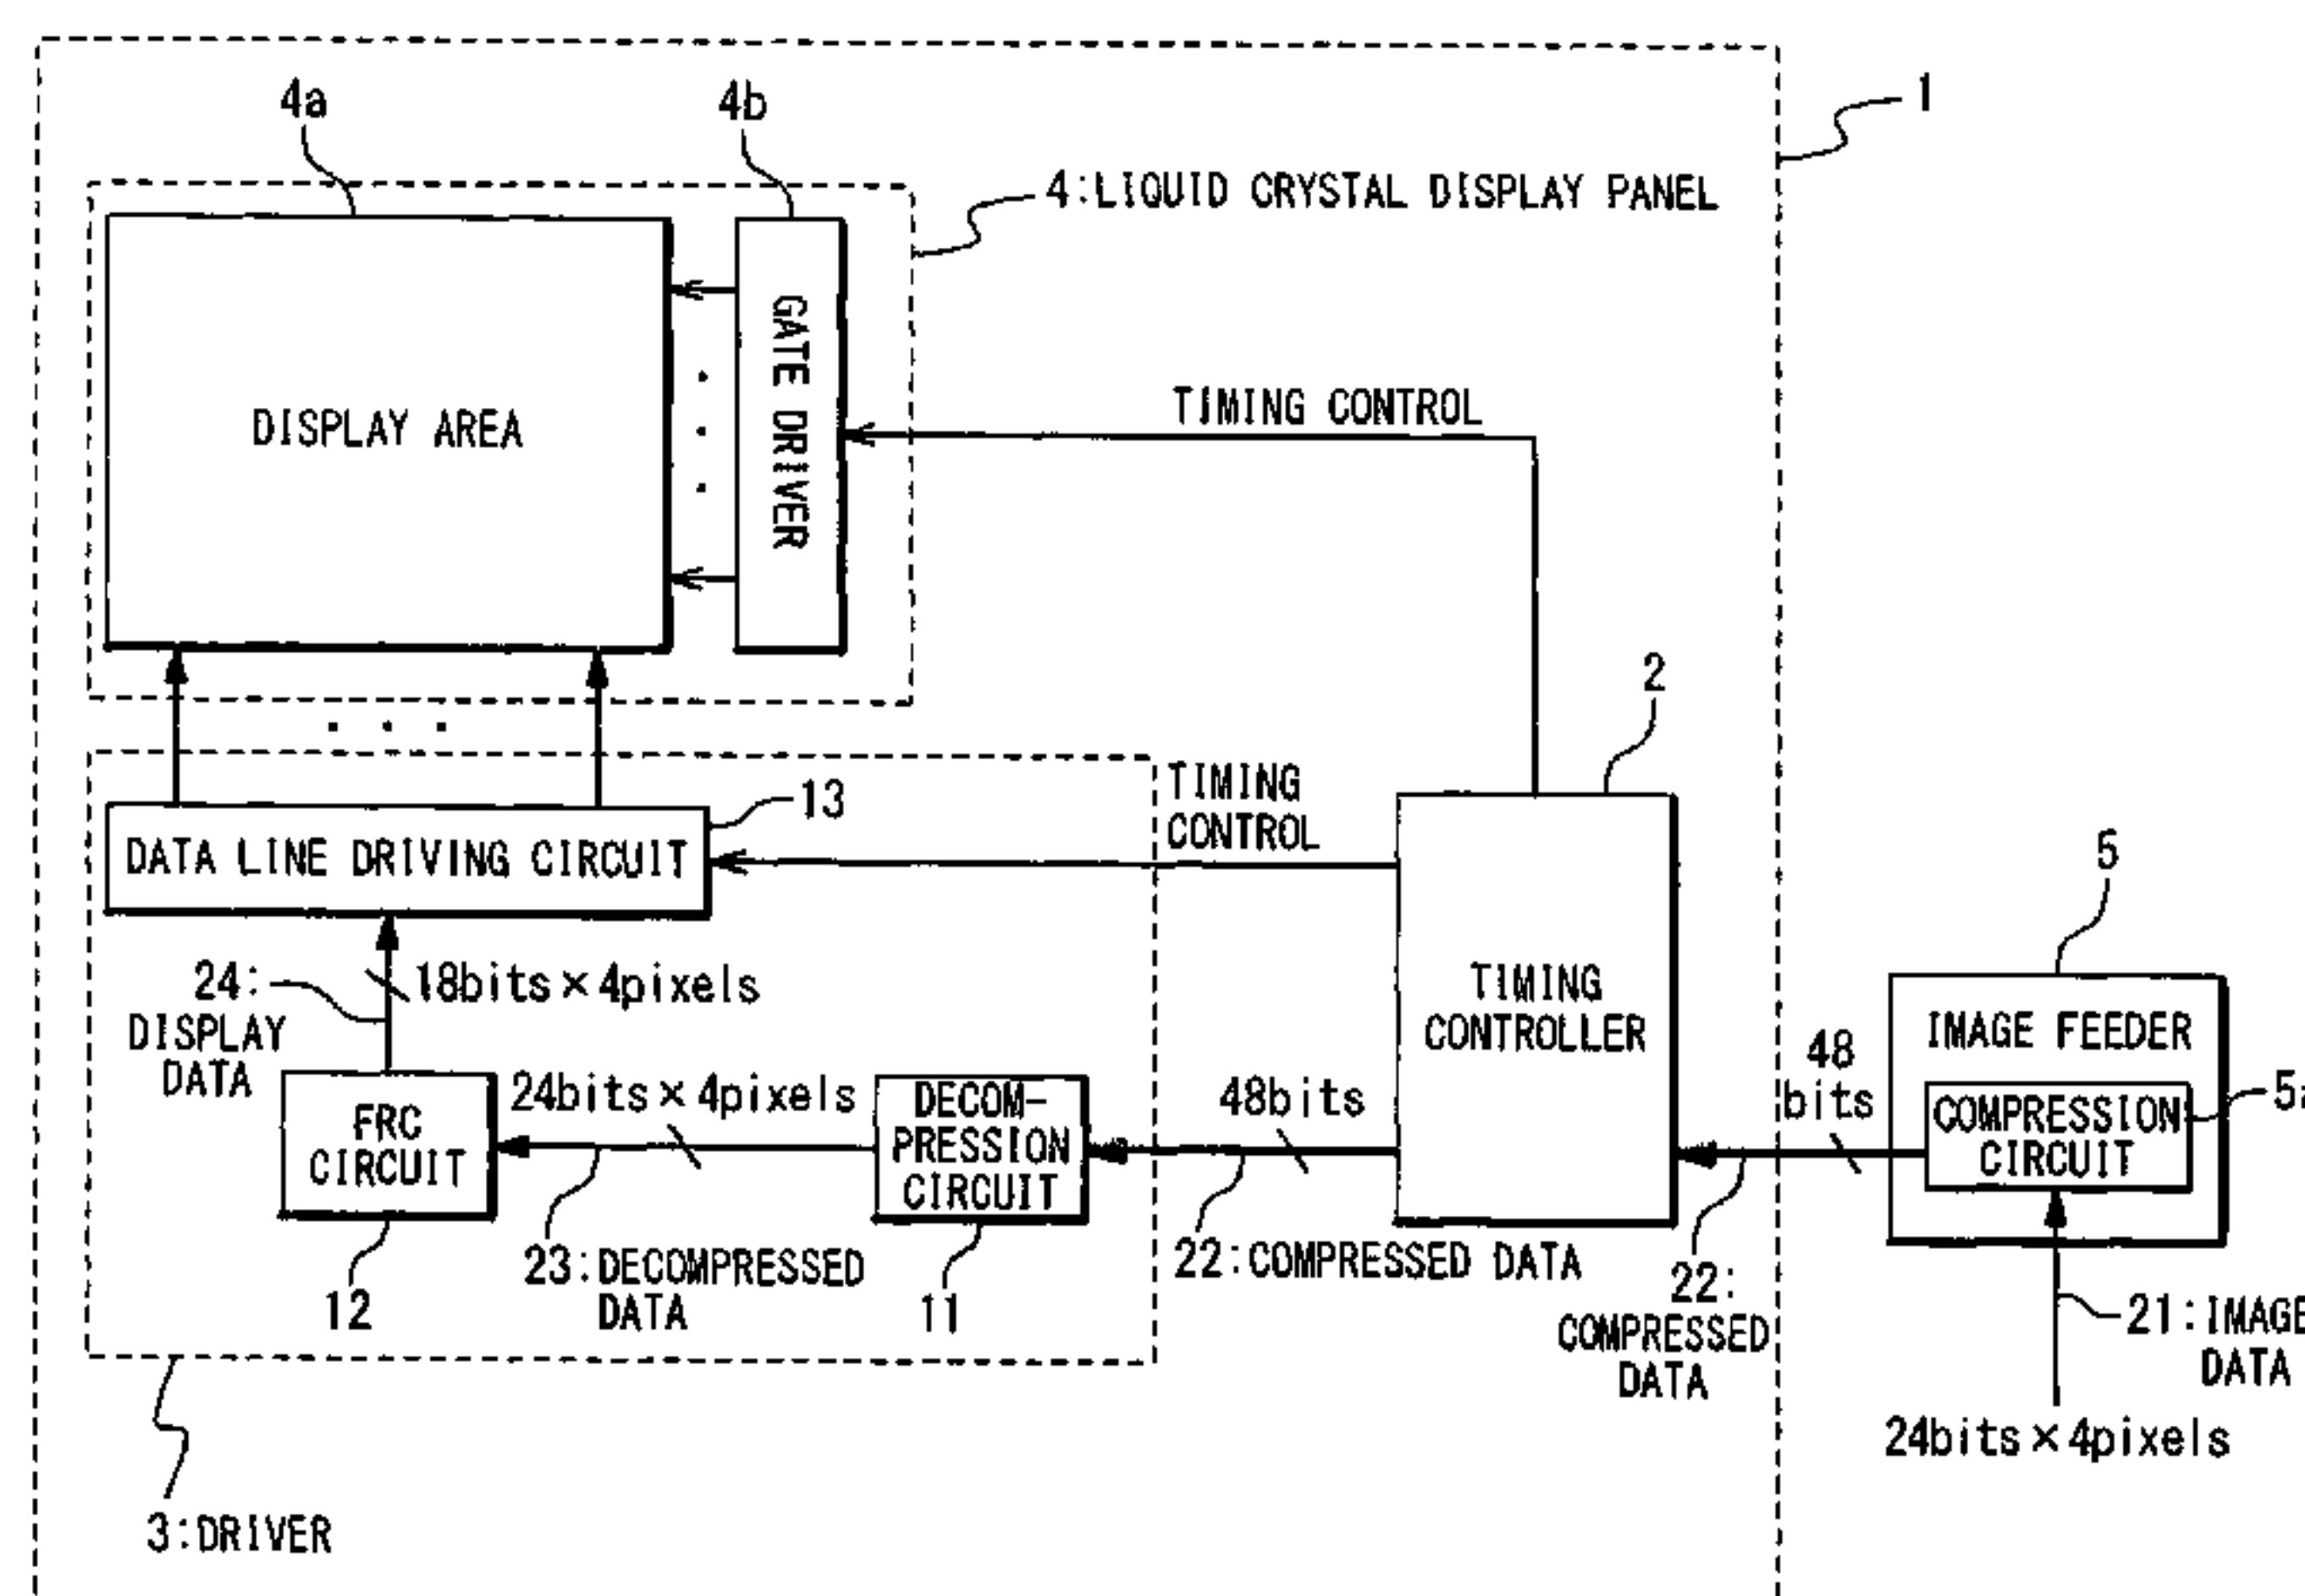 4a
4b
1
4:LIQUID CRYSTAL DISPLAY PANEL
GATE DRIVER
DISPLAY AREA
TIMING CONTROL
2
TIMING
CONTROL
13
DATA LINE DRIVING CIRCUIT
5
24:
DISPLAY
DATA
18bits×4pixels
TIMING
CONTROLLER
IMAGE FEEDER
48
bits
5a
COMPRESSION
CIRCUIT
FRC
CIRCUIT
24bits×4pixels
DECOM-
PRESSION
CIRCUIT
48bits
12
23:DECOMPRESSED
DATA
11
22:COMPRESSED DATA
22:
COMPRESSED
DATA
21:IMAGE
DATA
24bits×4pixels
3:DRIVER